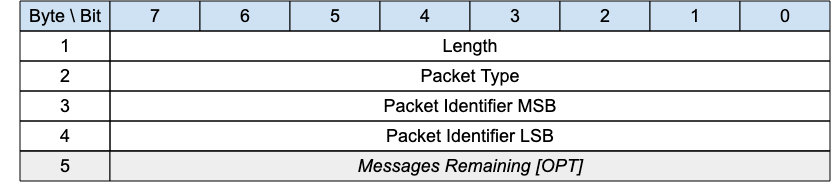 Byte \ Bit 7 6 5 4 3 2 1 0
1 Length
2 Packet Type
3 Packet Identifier MSB
4 Packet Identifier LSB
5 Messages Remaining [OPT]